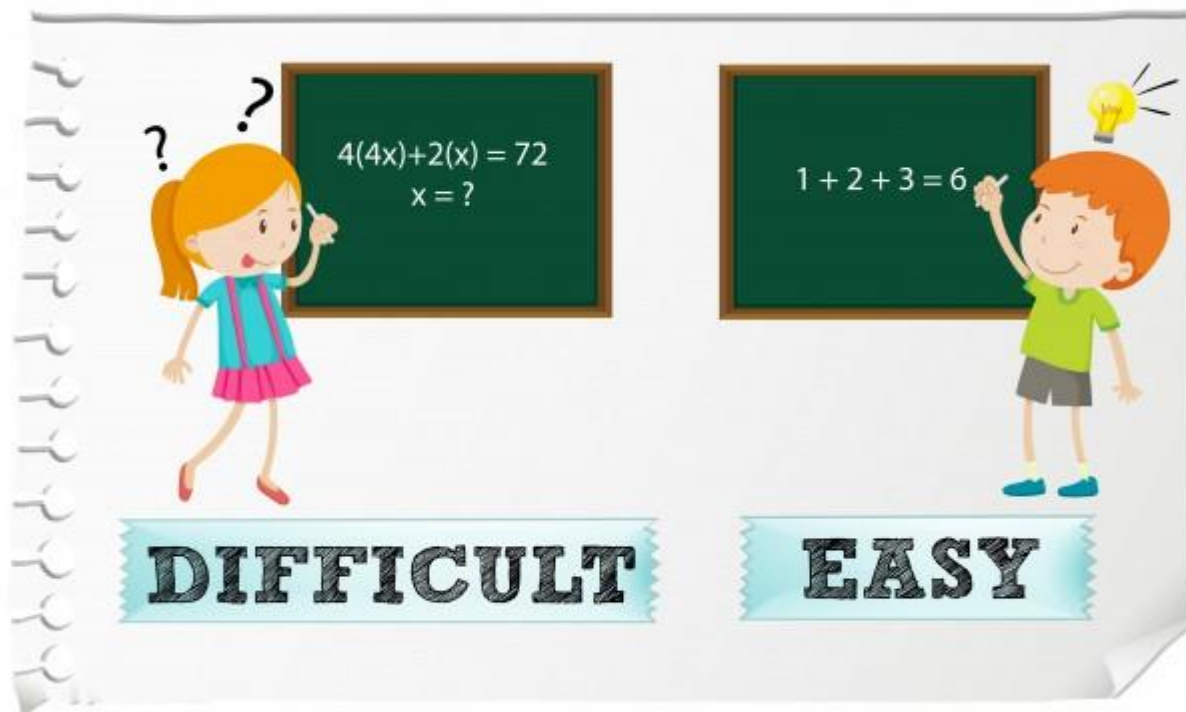 ?
?
4(4x)+2(x) = 72
x = ?
1 + 2 + 3 = 6
DIFFICULT
EASY